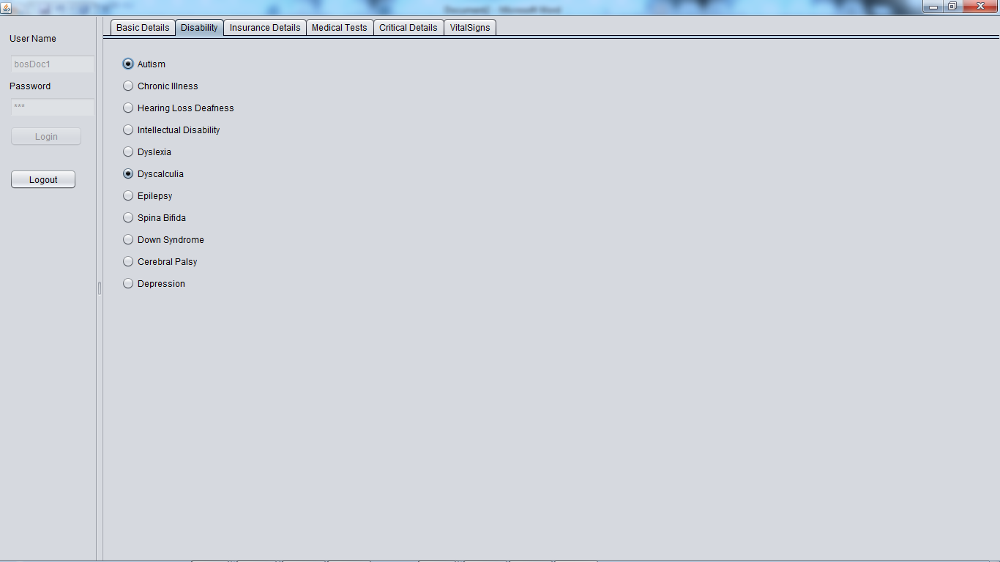 Document2 - Microsoft Word
Basic Details Disability Insurance Details Medical Tests Critical Details VitalSigns
User Name
bosDoc1
Password
***
Login
Logout
Autism
Chronic Illness
Hearing Loss Deafness
Intellectual Disability
Dyslexia
Dyscalculia
Epilepsy
Spina Bifida
Down Syndrome
Cerebral Palsy
Depression